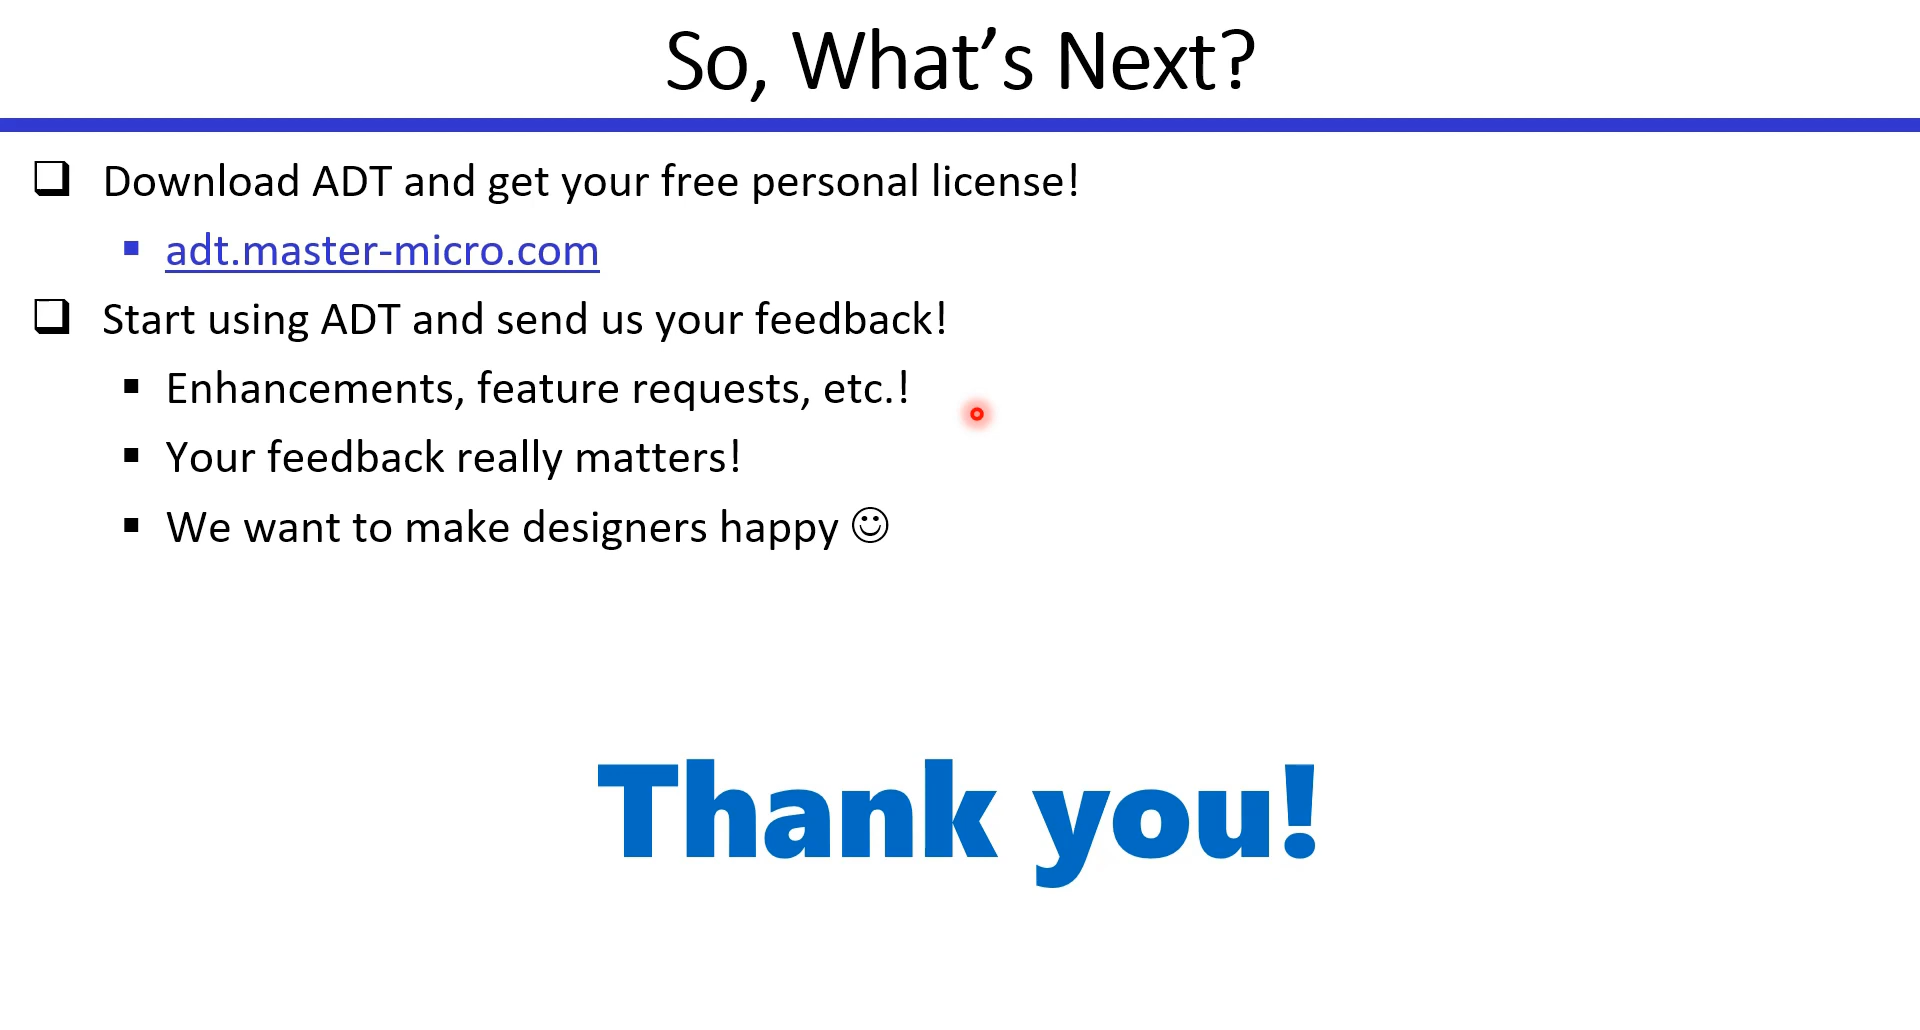 So, What’s Next?
Download ADT and get your free personal license!
adt.master-micro.com
Start using ADT and send us your feedback!
Enhancements, feature requests, etc.!
Your feedback really matters!
We want to make designers happy ☺
Thank you!